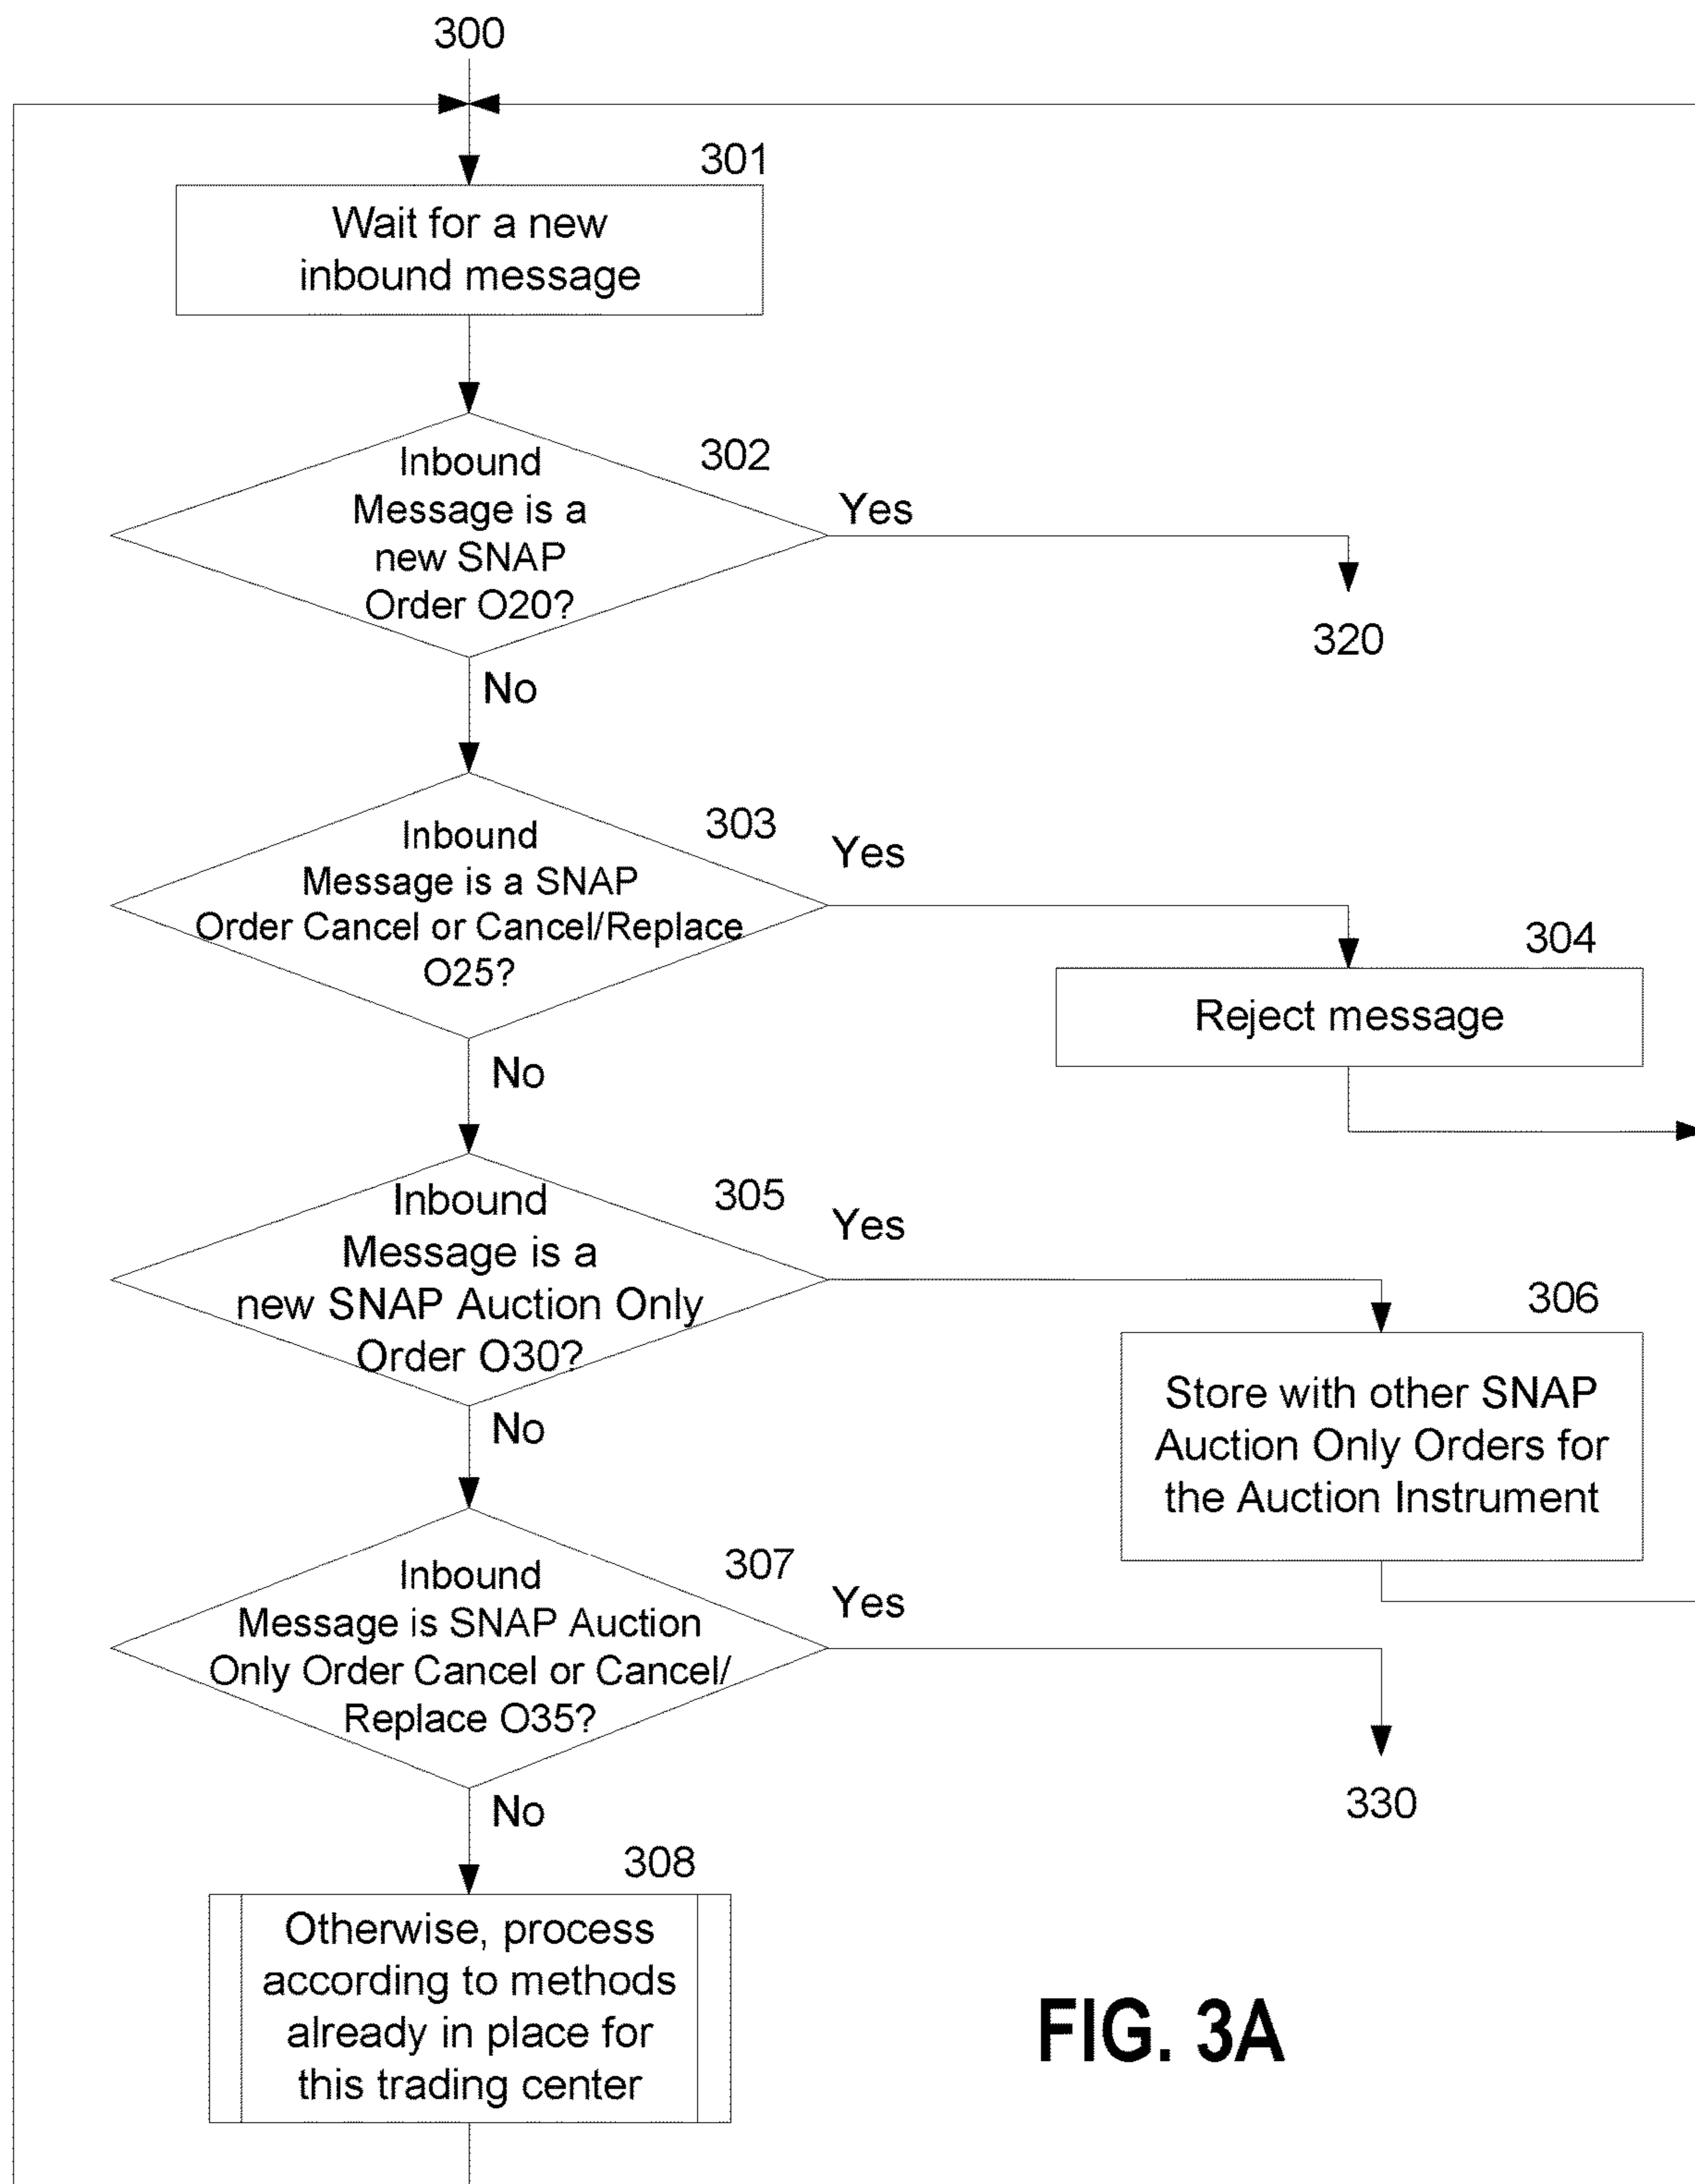 300
301
Wait for a new
inbound message
302
Inbound
Message is a
new SNAP
Order O20?
Yes
320
No
303
Inbound
Message is a SNAP
Order Cancel or Cancel/Replace
O25?
Yes
304
Reject message
No
305
Inbound
Message is a
new SNAP Auction Only
Order O30?
Yes
306
Store with other SNAP
Auction Only Orders for
the Auction Instrument
No
307
Inbound
Message is SNAP Auction
Only Order Cancel or Cancel/
Replace O35?
Yes
330
No
308
Otherwise, process
according to methods
already in place for
this trading center
FIG. 3A